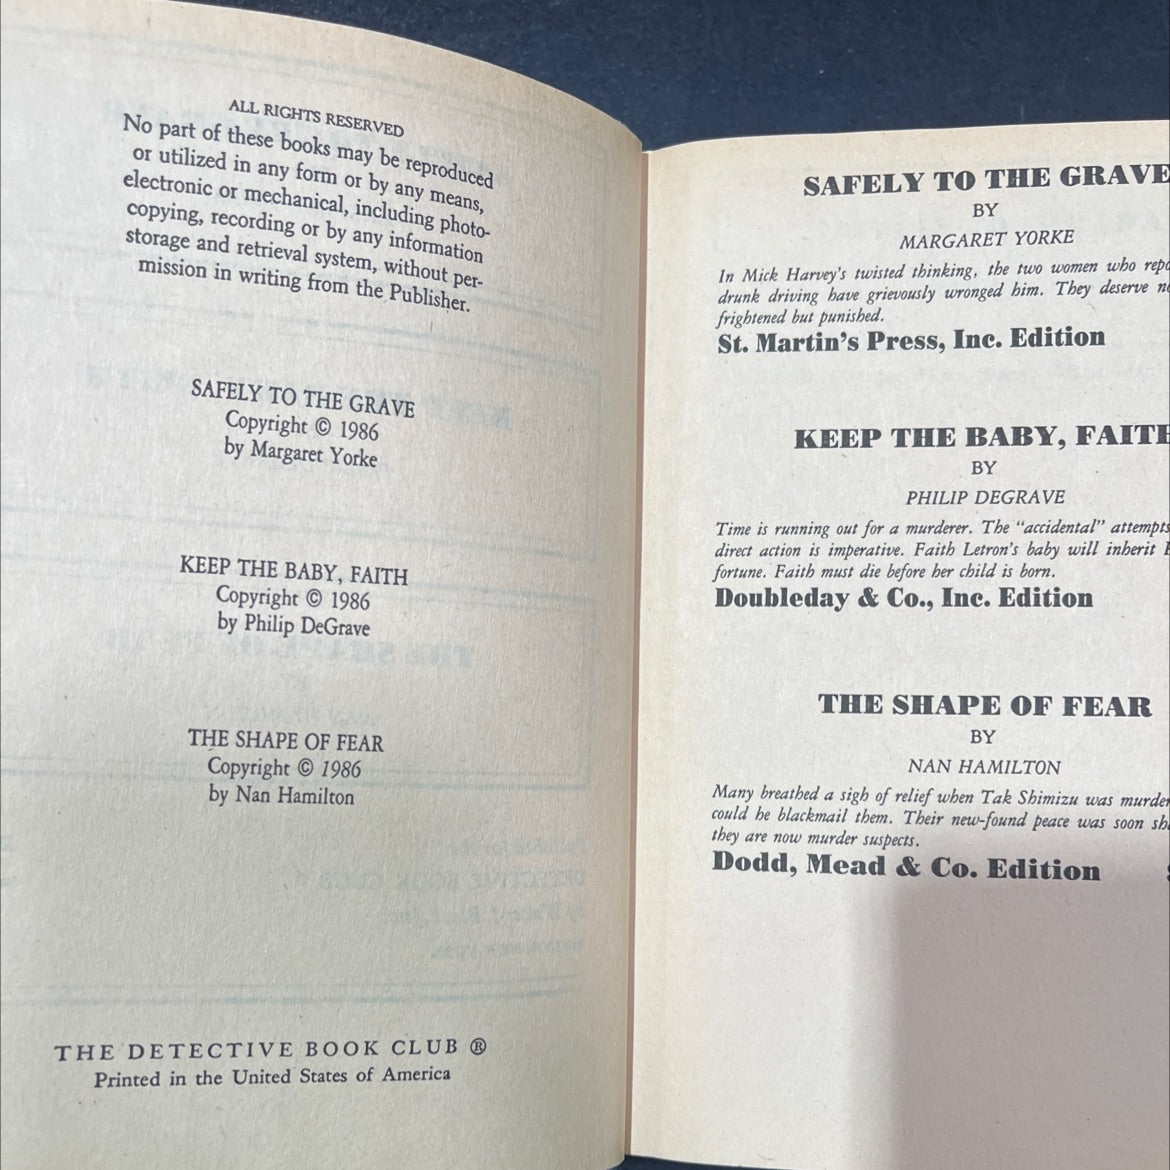 ALL RIGHTS RESERVED
No part of these books may be reproduced
or utilized in any form or by any means,
electronic or mechanical, including photo-
copying, recording or by any information
storage and retrieval system, without per-
mission in writing from the Publisher.
SAFELY TO THE GRAVE
Copyright © 1986
by Margaret Yorke
KEEP THE BABY, FAITH
Copyright © 1986
by Philip DeGrave
THE SHAPE OF FEAR
Copyright © 1986
by Nan Hamilton
THE DETECTIVE BOOK CLUB ®
Printed in the United States of America
SAFELY TO THE GRAVE
BY
MARGARET YORKE
In Mick Harvey's twisted thinking, the two women who
drunk driving have grievously wronged him. They deserve
frightened but punished.
St. Martin's Press, Inc. Edition
KEEP THE BABY, FAITH
BY
PHILIP DEGRAVE
Time is running out for a murderer. The “accidental” attempts
direct action is imperative. Faith Letron's baby will inherit
fortune. Faith must die before her child is born.
Doubleday & Co., Inc. Edition
THE SHAPE OF FEAR
BY
NAN HAMILTON
Many breathed a sigh of relief when Tak Shimizu was
could he blackmail them. Their new-found peace was soon
they are now murder suspects.
Dodd, Mead & Co. Edition